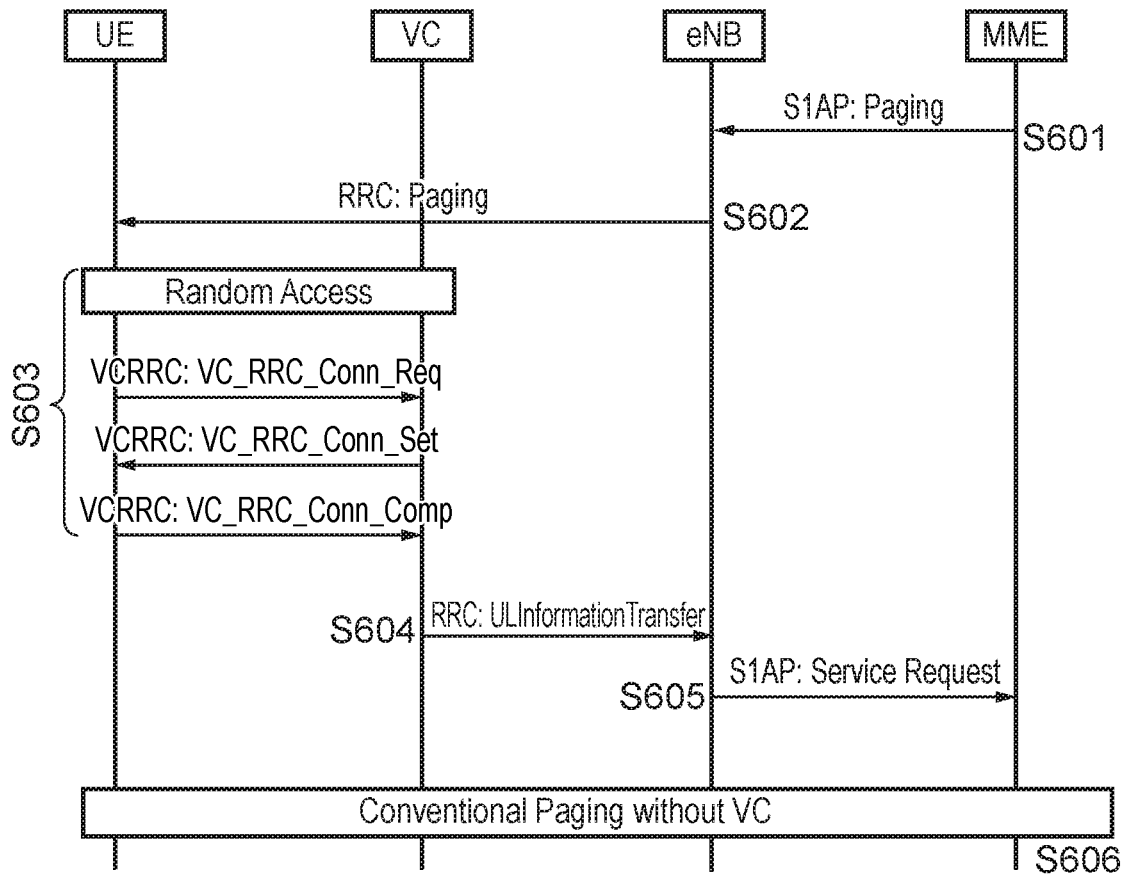 UE
VC
eNB
MME
S1AP: Paging
S601
RRC: Paging
S602
Random Access
S603
VCRRC: VC_RRC_Conn_Req
VCRRC: VC_RRC_Conn_Set
VCRRC: VC_RRC_Conn_Comp
S604
RRC: ULInformationTransfer
S605
S1AP: Service Request
Conventional Paging without VC
S606